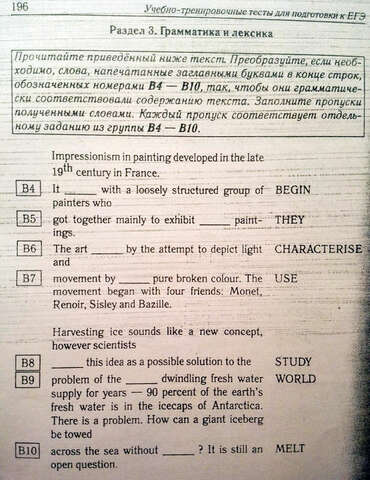 196
Учебно-тренировочные тесты для подготовки к ЕГЭ
Раздел 3. Грамматика и лексика
Прочитайте приведённый ниже текст. Преобразуйте, если необ-
ходимо, слова, напечатанные заглавными буквами в конце строк,
обозначенных номерами В4 — В10, так, чтобы они грамматиче-
ски соответствовали содержанию текста. Заполните пропуски
полученными словами. Каждый пропуск соответствует отдель-
ному заданию из группы В4 — В10.
Impressionism in painting developed in the late
19th century in France.
B4 It _____ with a loosely structured group of BEGIN
painters who
B5 got together mainly to exhibit _____ paint- THEY
ings.
B6 The art _____ by the attempt to depict light CHARACTERISE
and
B7 movement by _____ pure broken colour. The USE
movement began with four friends: Monet,
Renoir, Sisley and Bazille.
Harvesting ice sounds like a new concept,
however scientists
B8 _____ this idea as a possible solution to the STUDY
B9 problem of the _____ dwindling fresh water WORLD
supply for years — 90 percent of the earth's
fresh water is in the icecaps of Antarctica.
There is a problem. How can a giant iceberg
be towed
B10 across the sea without _____ ? It is still an MELT
open question.